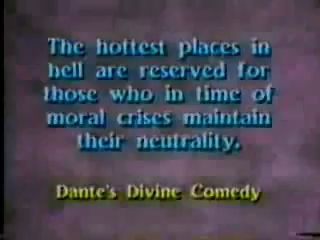 The hottest places in
hell are reserved for
those who in time of
moral crises maintain
their neutrality.
Dante's Divine Comedy